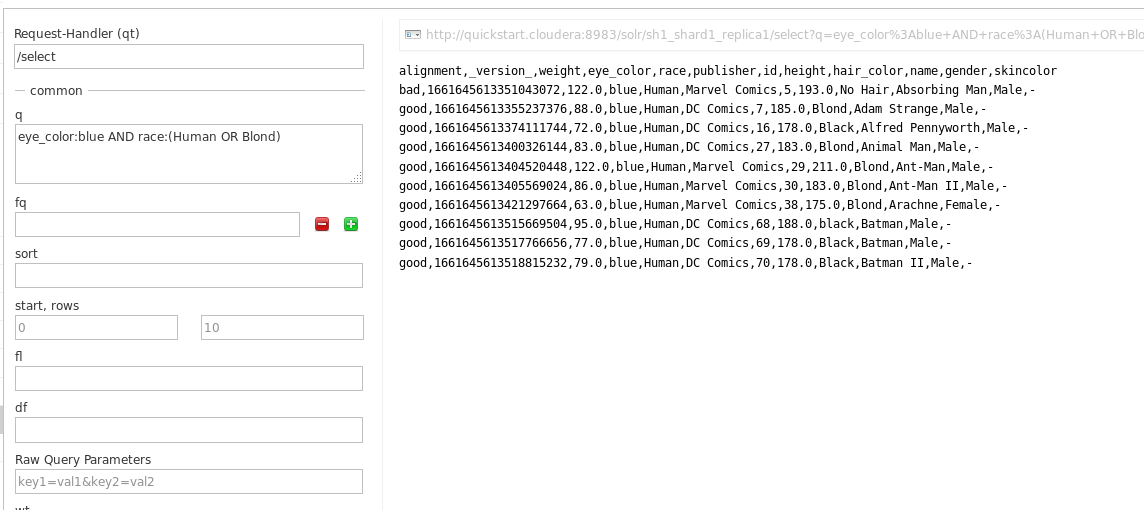 Request-Handler (qt)
/select
common
q
eye_color:blue AND race:(Human OR Blond)
fq
sort
start, rows
0 10
fl
df
Raw Query Parameters
key1=val1&key2=val2
http://quickstart.cloudera:8983/solr/sh1_shard1_replica1/select?q=eye_color%3Ablue+AND+race%3A(Human+OR+Blo
alignment,_version_,weight,eye_color,race,publisher,id,height,hair_color,name,gender,skincolor
bad,1661645613351043072,122.0,blue,Human,Marvel Comics,5,193.0,No Hair,Absorbing Man,Male,-
good,1661645613355237376,88.0,blue,Human,DC Comics,7,185.0,Blond,Adam Strange,Male,-
good,1661645613374111744,72.0,blue,Human,DC Comics,16,178.0,Black,Alfred Pennyworth,Male,-
good,1661645613400326144,83.0,blue,Human,DC Comics,27,183.0,Blond,Animal Man,Male,-
good,1661645613404520448,122.0,blue,Human,Marvel Comics,29,211.0,Blond,Ant-Man,Male,-
good,1661645613405569024,86.0,blue,Human,Marvel Comics,30,183.0,Blond,Ant-Man II,Male,-
good,1661645613421297664,63.0,blue,Human,Marvel Comics,38,175.0,Blond,Arachne,Female,-
good,1661645613515669504,95.0,blue,Human,DC Comics,68,188.0,black,Batman,Male,-
good,1661645613517766656,77.0,blue,Human,DC Comics,69,178.0,Black,Batman,Male,-
good,1661645613518815232,79.0,blue,Human,DC Comics,70,178.0,Black,Batman II,Male,-